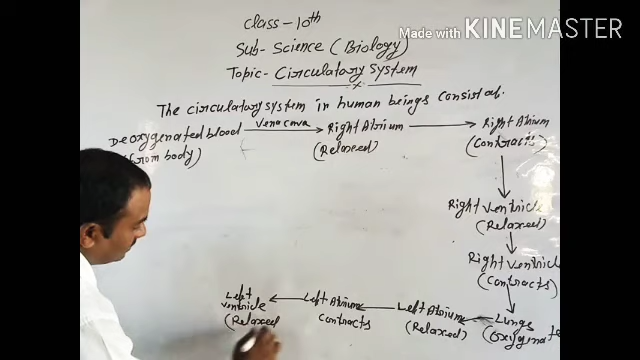 Class-10th
Made with KINEMASTER
Sub- Science (Biology)
Topic- Circulatory System
The circulatory system in human beings consist of.
Deoxygenated blood Venacava Right Atrium Right Atrium
(from body) (Relaxed) (Contracts)
Right ventricle
(Relaxed)
Right ventricle
(Contracts)
Left Left Atrium Left Atrium Lungs
ventricle Contracts (Relaxed)
(Relaxed